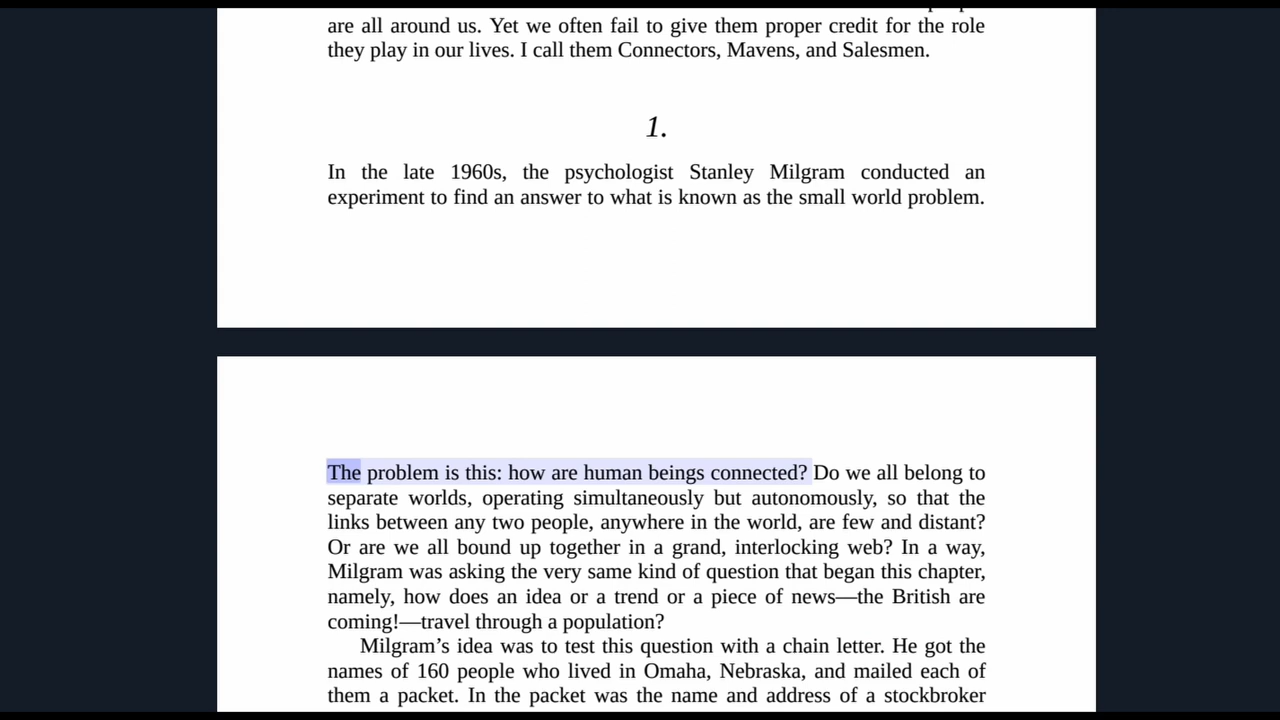 are all around us. Yet we often fail to give them proper credit for the role
they play in our lives. I call them Connectors, Mavens, and Salesmen.
1.
In the late 1960s, the psychologist Stanley Milgram conducted an
experiment to find an answer to what is known as the small world problem.
The problem is this: how are human beings connected? Do we all belong to
separate worlds, operating simultaneously but autonomously, so that the
links between any two people, anywhere in the world, are few and distant?
Or are we all bound up together in a grand, interlocking web? In a way,
Milgram was asking the very same kind of question that began this chapter,
namely, how does an idea or a trend or a piece of news—the British are
coming!—travel through a population?
Milgram’s idea was to test this question with a chain letter. He got the
names of 160 people who lived in Omaha, Nebraska, and mailed each of
them a packet. In the packet was the name and address of a stockbroker